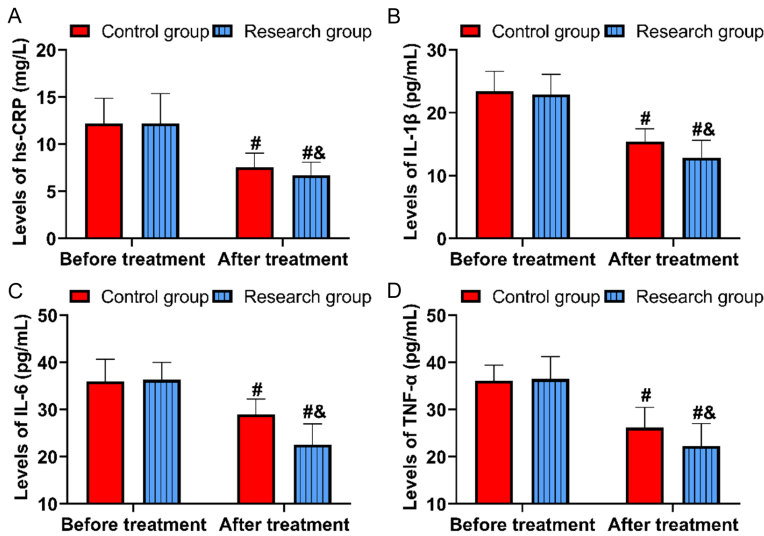 A
Control group Research group
Levels of hs-CRP (mg/L)
20
15
10
5
0
# #&
Before treatment After treatment
B
Control group Research group
Levels of IL-1β (pg/mL)
30
20
10
0
# #&
Before treatment After treatment
C
Control group Research group
Levels of IL-6 (pg/mL)
50
40
30
20
10
# #&
Before treatment After treatment
D
Control group Research group
Levels of TNF-α (pg/mL)
50
40
30
20
10
# #&
Before treatment After treatment